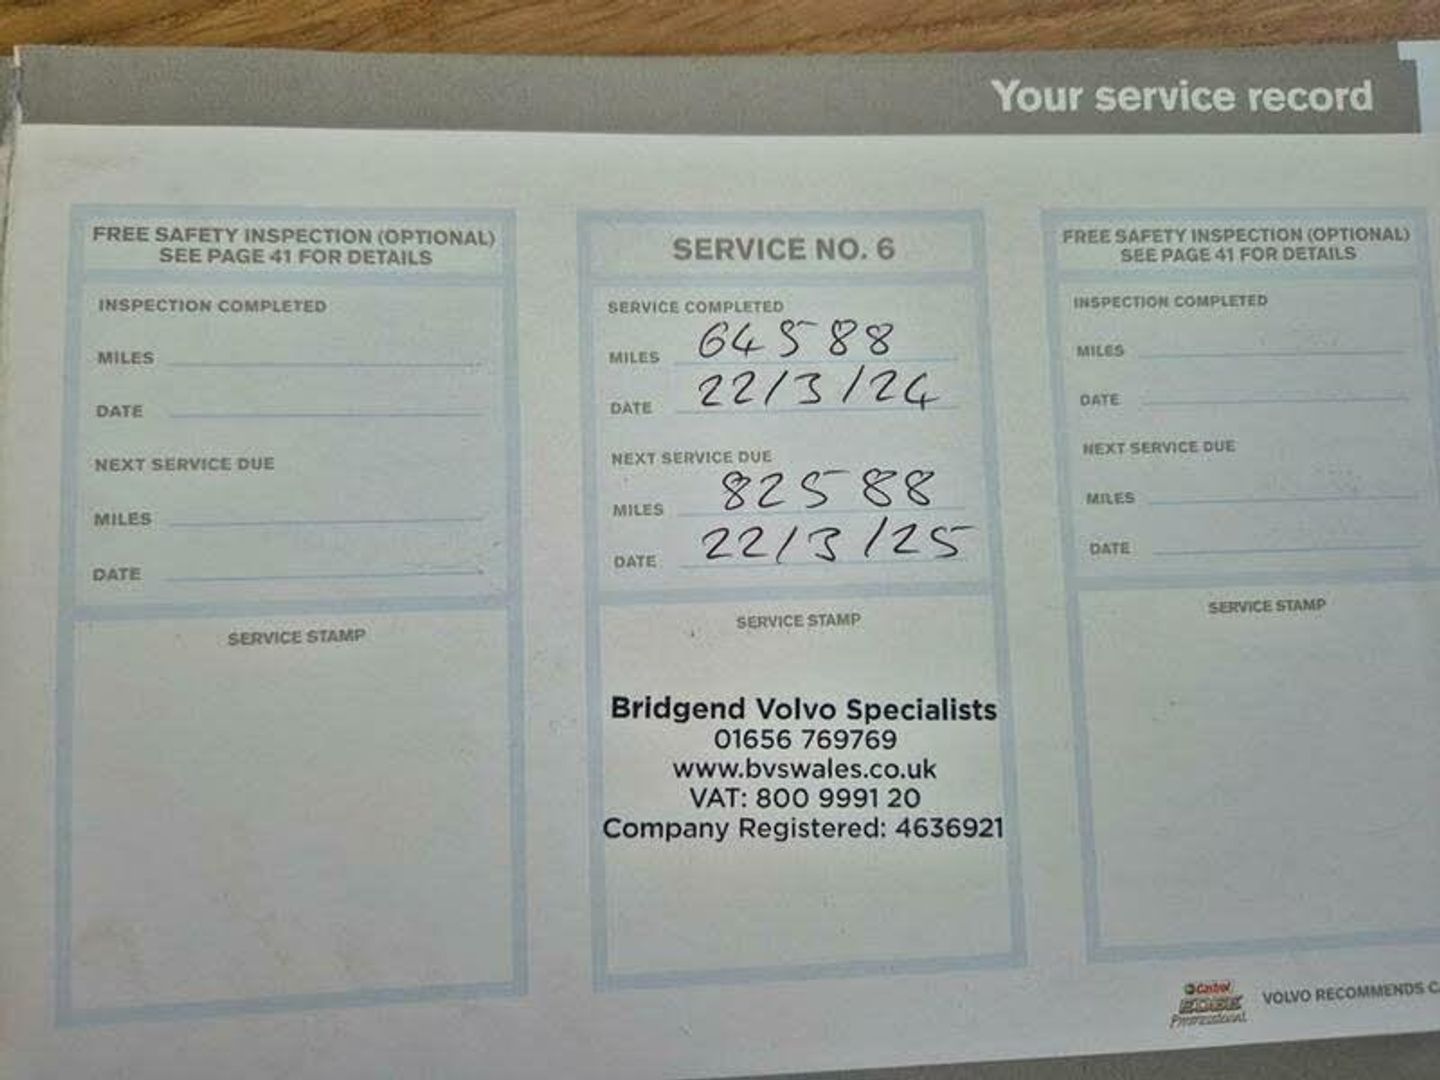 Your service record
FREE SAFETY INSPECTION (OPTIONAL)
SEE PAGE 41 FOR DETAILS
INSPECTION COMPLETED
MILES
DATE
NEXT SERVICE DUE
MILES
DATE
SERVICE STAMP
SERVICE NO. 6
SERVICE COMPLETED
MILES 64588
DATE 22/3/24
NEXT SERVICE DUE
MILES 82588
DATE 22/3/25
SERVICE STAMP
Bridgend Volvo Specialists
01656 769769
www.bvswales.co.uk
VAT: 800 9991 20
Company Registered: 4636921
FREE SAFETY INSPECTION (OPTIONAL)
SEE PAGE 41 FOR DETAILS
INSPECTION COMPLETED
MILES
DATE
NEXT SERVICE DUE
MILES
DATE
SERVICE STAMP
Castrol
EDGE
Professional
VOLVO RECOMMENDS